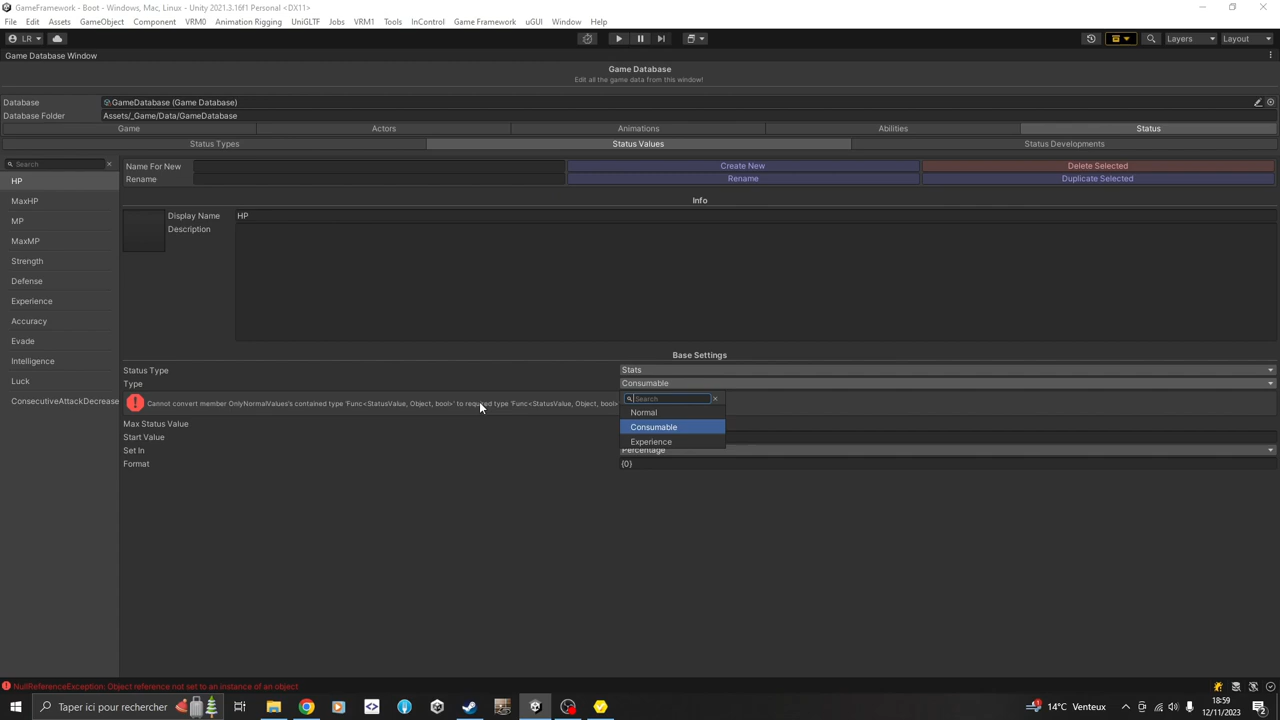 GameFramework - Boot - Windows, Mac, Linux - Unity 2021.3.16f1 Personal <DX11>
File Edit Assets GameObject Component VRM0 Animation Rigging UniGLTF Jobs VRM1 Tools InControl Game Framework uGUI Window Help
LR Layers Layout
Game Database Window
Game Database
Edit all the game data from this window!
Database GameDatabase (Game Database)
Database Folder Assets/_Game/Data/GameDatabase
Game Actors Animations Abilities Status
Status Types Status Values Status Developments
Search
Name For New Create New Delete Selected
Rename Rename Duplicate Selected
HP
MaxHP
MP
MaxMP
Strength
Defense
Experience
Accuracy
Evade
Intelligence
Luck
ConsecutiveAttackDecrease
Info
Display Name HP
Description
Base Settings
Status Type Stats
Type Consumable
Cannot convert member OnlyNormalValues's contained type 'Func<StatusValue, Object, bool>' to required type 'Func<StatusValue, Object, bool>
Search
Normal
Consumable
Experience
Max Status Value
Start Value
Set In Percentage
Format {0}
NullReferenceException: Object reference not set to an instance of an object
Taper ici pour rechercher
14°C Venteux
18:59
12/11/2023